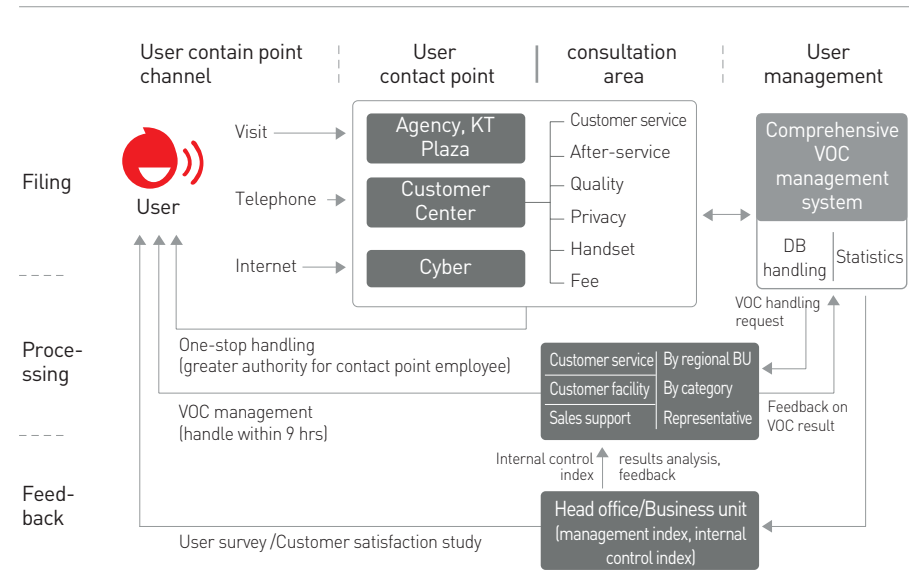 User contain point
channel
User
contact point
consultation
area
User
management
Filing
User
Visit
Telephone
Internet
Agency, KT
Plaza
Customer
Center
Cyber
Customer service
After-service
Quality
Privacy
Handset
Fee
Comprehensive
VOC
management
system
DB
handling
Statistics
VOC handling
request
Proce-
ssing
One-stop handling
(greater authority for contact point employee)
VOC management
(handle within 9 hrs)
Customer service
By regional BU
Customer facility
By category
Sales support
Representative
Feedback on
VOC result
Internal control
index
results analysis,
feedback
Feed-
back
User survey /Customer satisfaction study
Head office/Business unit
(management index, internal
control index)